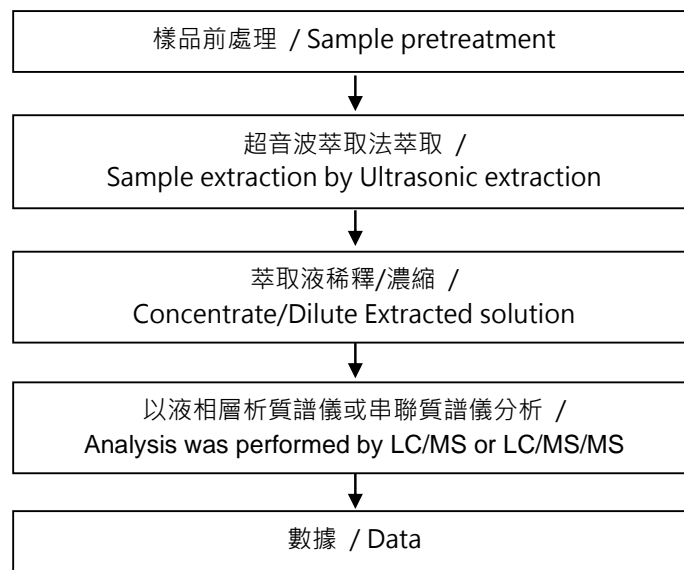 樣品前處理 / Sample pretreatment
超音波萃取法萃取 /
Sample extraction by Ultrasonic extraction
萃取液稀釋/濃縮 /
Concentrate/Dilute Extracted solution
以液相層析質譜儀或串聯質譜儀分析 /
Analysis was performed by LC/MS or LC/MS/MS
數據 / Data